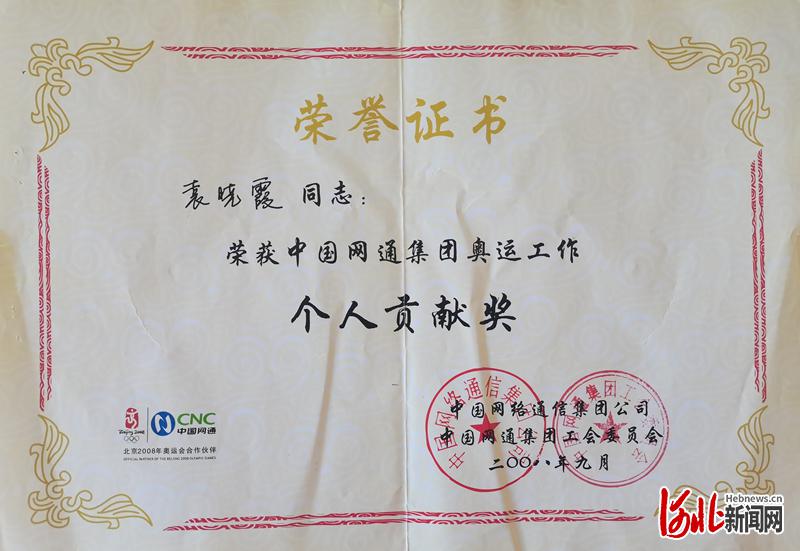 荣誉证书
袁晓霞 同志：
荣获中国网通集团奥运工作
个人贡献奖
中国网络通信集团公司
中国网通集团工会委员会
二〇〇八年九月
Beijing 2008
CNC
中国网通
北京2008年奥运会合作伙伴
OFFICIAL PARTNER OF THE BEIJING 2008 OLYMPIC GAMES
Hebnews.cn
河北新闻网